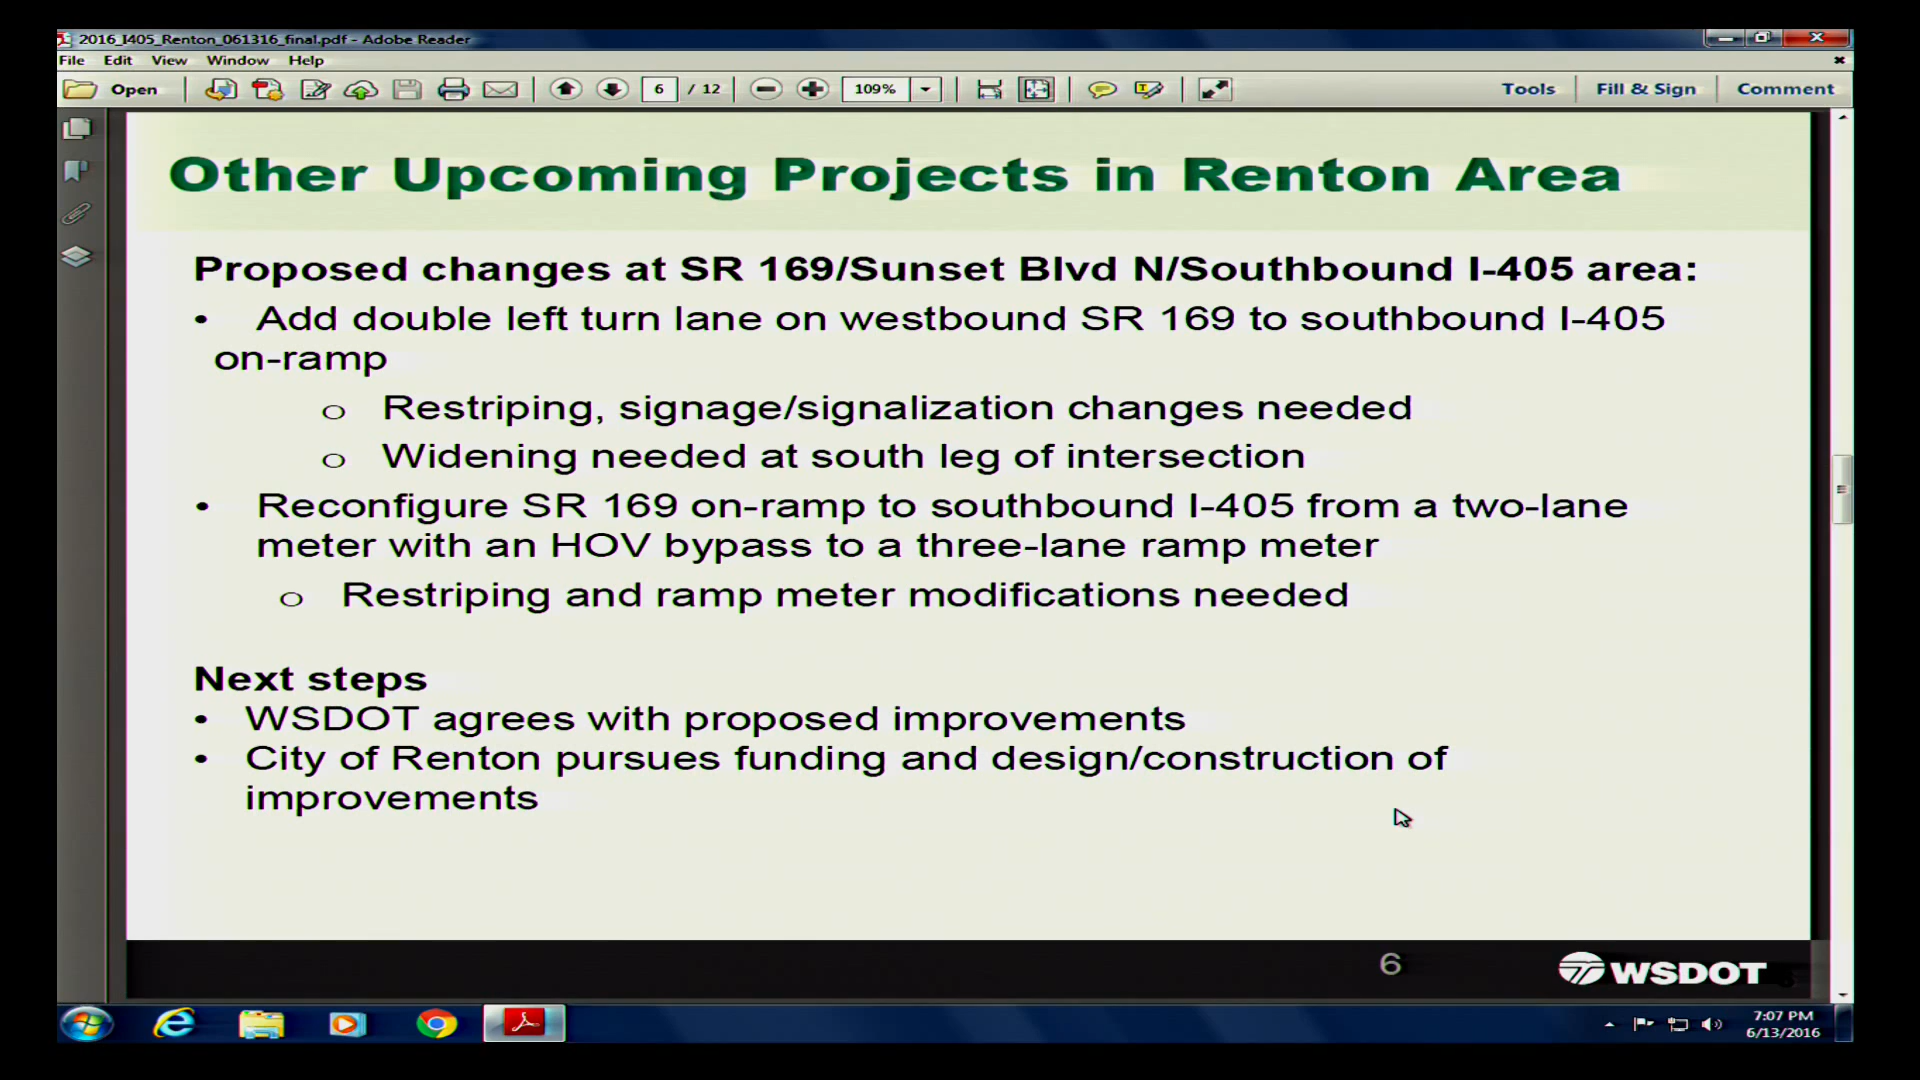 2016_I405_Renton_061316_final.pdf - Adobe Reader
File Edit View Window Help
Open 6 / 12 109% Tools Fill & Sign Comment
Other Upcoming Projects in Renton Area
Proposed changes at SR 169/Sunset Blvd N/Southbound I-405 area:
• Add double left turn lane on westbound SR 169 to southbound I-405
on-ramp
o Restriping, signage/signalization changes needed
o Widening needed at south leg of intersection
• Reconfigure SR 169 on-ramp to southbound I-405 from a two-lane
meter with an HOV bypass to a three-lane ramp meter
o Restriping and ramp meter modifications needed
Next steps
• WSDOT agrees with proposed improvements
• City of Renton pursues funding and design/construction of
improvements
6 WSDOT
7:07 PM
6/13/2016